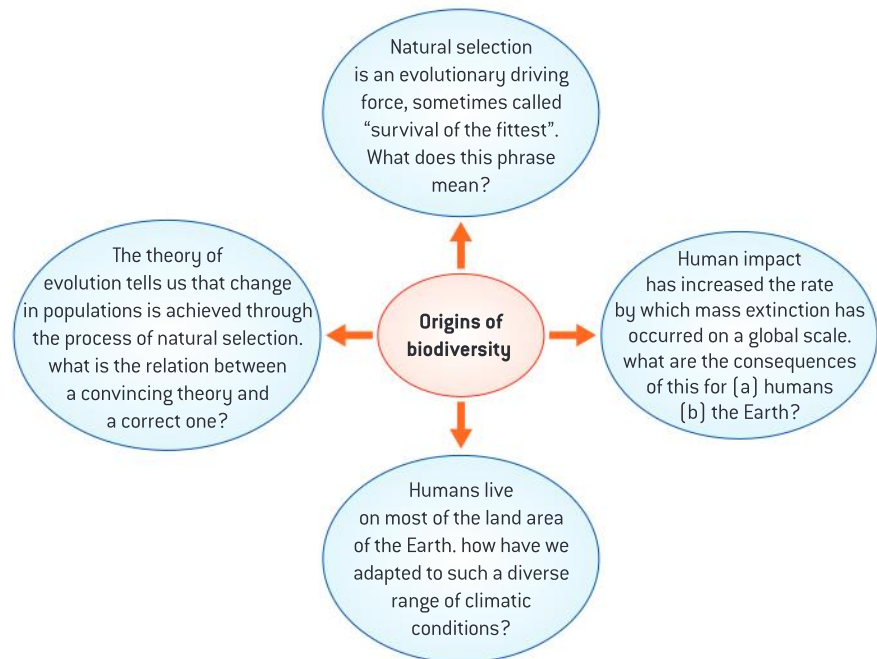 Natural selection
is an evolutionary driving
force, sometimes called
“survival of the fittest”.
What does this phrase
mean?
The theory of
evolution tells us that change
in populations is achieved through
the process of natural selection.
what is the relation between
a convincing theory and
a correct one?
Origins of
biodiversity
Human impact
has increased the rate
by which mass extinction has
occurred on a global scale.
what are the consequences
of this for (a) humans
(b) the Earth?
Humans live
on most of the land area
of the Earth. how have we
adapted to such a diverse
range of climatic
conditions?